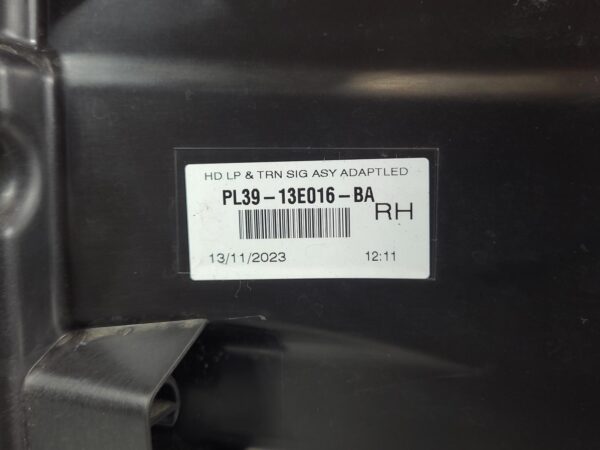 HD LP & TRN SIG ASY ADAPTLED
PL39-13E016-BA
RH
13/11/2023 12:11